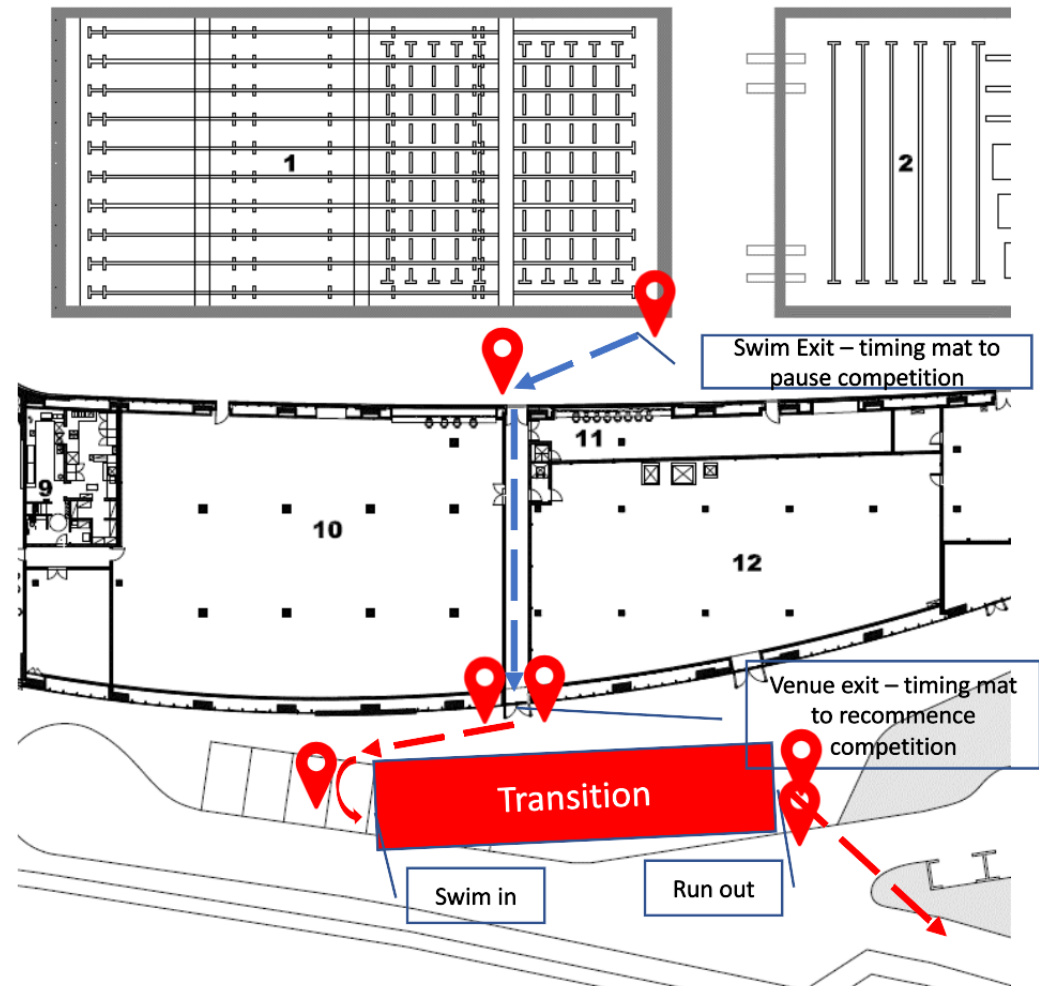 1
2
Swim Exit – timing mat to
pause competition
11
9
10
12
Venue exit – timing mat
to recommence
competition
Transition
Swim in
Run out